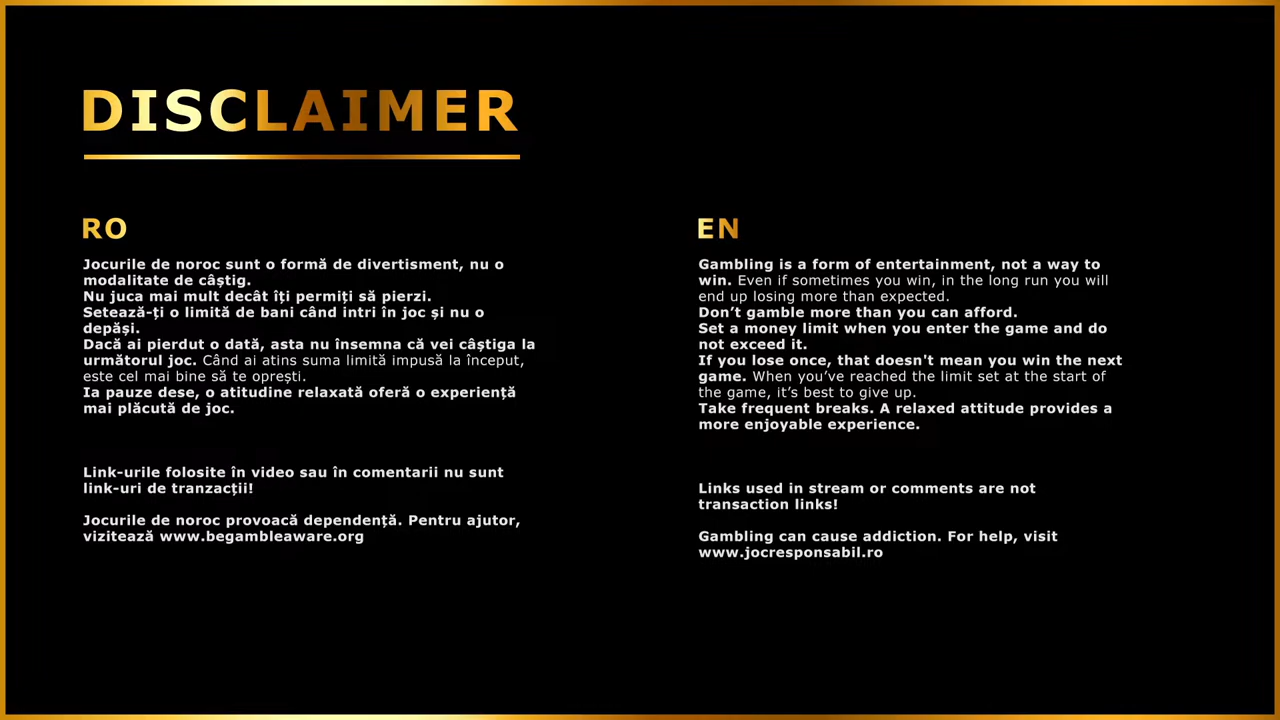 DISCLAIMER
RO
Jocurile de noroc sunt o formă de divertisment, nu o
modalitate de câștig.
Nu juca mai mult decât îți permiți să pierzi.
Setează-ți o limită de bani când intri în joc și nu o
depăși.
Dacă ai pierdut o dată, asta nu însemna că vei câștiga la
următorul joc. Când ai atins suma limită impusă la început,
este cel mai bine să te oprești.
Ia pauze dese, o atitudine relaxată oferă o experiență
mai plăcută de joc.
Link-urile folosite în video sau în comentarii nu sunt
link-uri de tranzacții!
Jocurile de noroc provoacă dependență. Pentru ajutor,
vizitează www.begambleaware.org
EN
Gambling is a form of entertainment, not a way to
win. Even if sometimes you win, in the long run you will
end up losing more than expected.
Don’t gamble more than you can afford.
Set a money limit when you enter the game and do
not exceed it.
If you lose once, that doesn't mean you win the next
game. When you’ve reached the limit set at the start of
the game, it’s best to give up.
Take frequent breaks. A relaxed attitude provides a
more enjoyable experience.
Links used in stream or comments are not
transaction links!
Gambling can cause addiction. For help, visit
www.jocresponsabil.ro